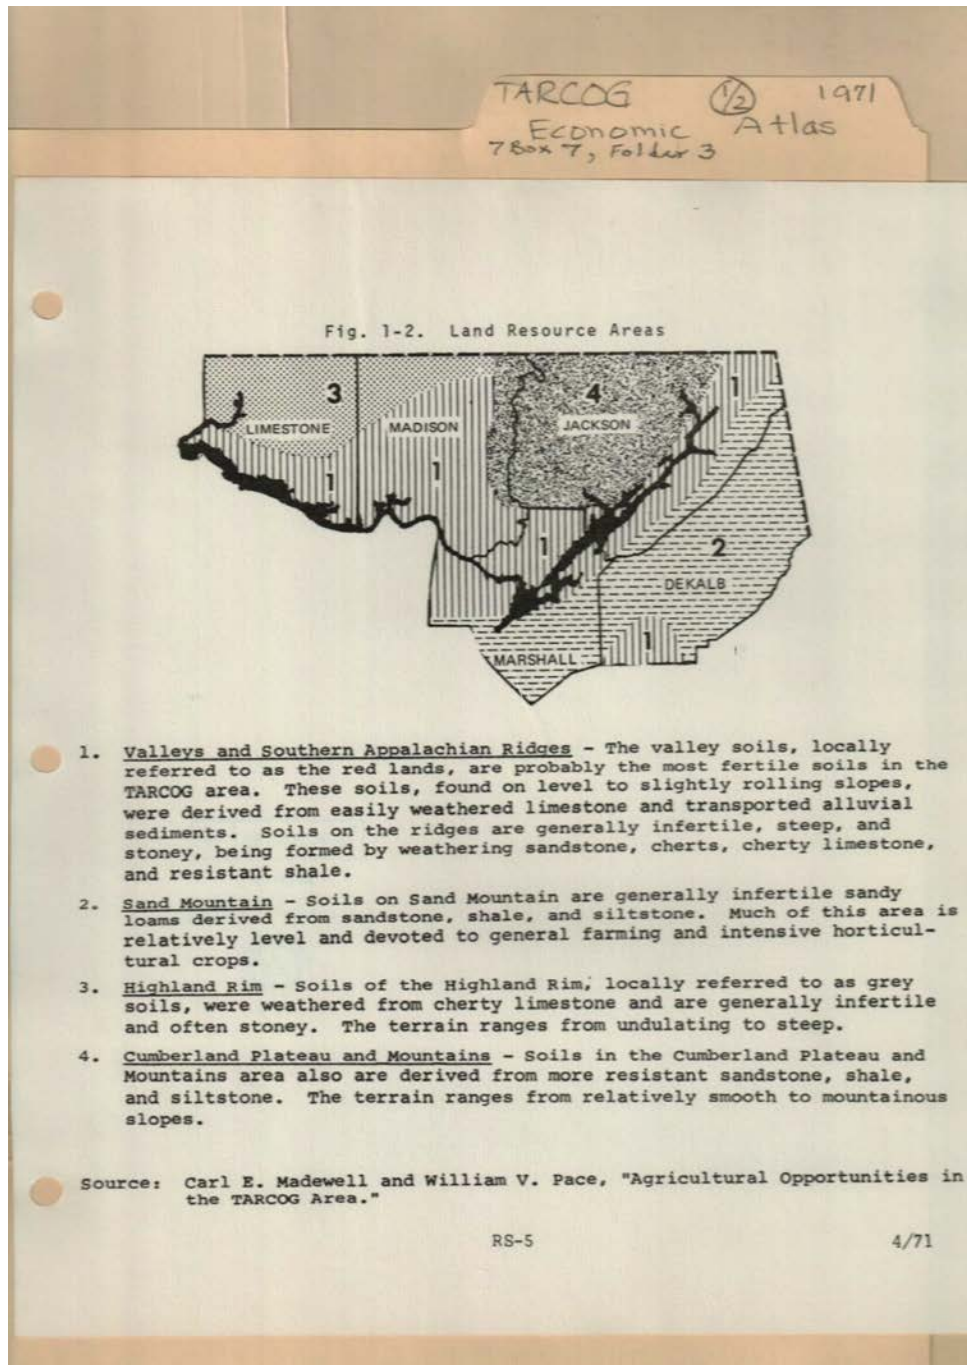 TARCOG 1/2 1971
Economic Atlas
7 Box 7, Folder 3
Fig. 1-2. Land Resource Areas
3
4
1
LIMESTONE
MADISON
JACKSON
1
1
1
2
DEKALB
1
MARSHALL
1. Valleys and Southern Appalachian Ridges - The valley soils, locally
referred to as the red lands, are probably the most fertile soils in the
TARCOG area. These soils, found on level to slightly rolling slopes,
were derived from easily weathered limestone and transported alluvial
sediments. Soils on the ridges are generally infertile, steep, and
stoney, being formed by weathering sandstone, cherts, cherty limestone,
and resistant shale.
2. Sand Mountain - Soils on Sand Mountain are generally infertile sandy
loams derived from sandstone, shale, and siltstone. Much of this area is
relatively level and devoted to general farming and intensive horticul-
tural crops.
3. Highland Rim - Soils of the Highland Rim, locally referred to as grey
soils, were weathered from cherty limestone and are generally infertile
and often stoney. The terrain ranges from undulating to steep.
4. Cumberland Plateau and Mountains - Soils in the Cumberland Plateau and
Mountains area also are derived from more resistant sandstone, shale,
and siltstone. The terrain ranges from relatively smooth to mountainous
slopes.
Source: Carl E. Madewell and William V. Pace, "Agricultural Opportunities in
the TARCOG Area."
RS-5 4/71